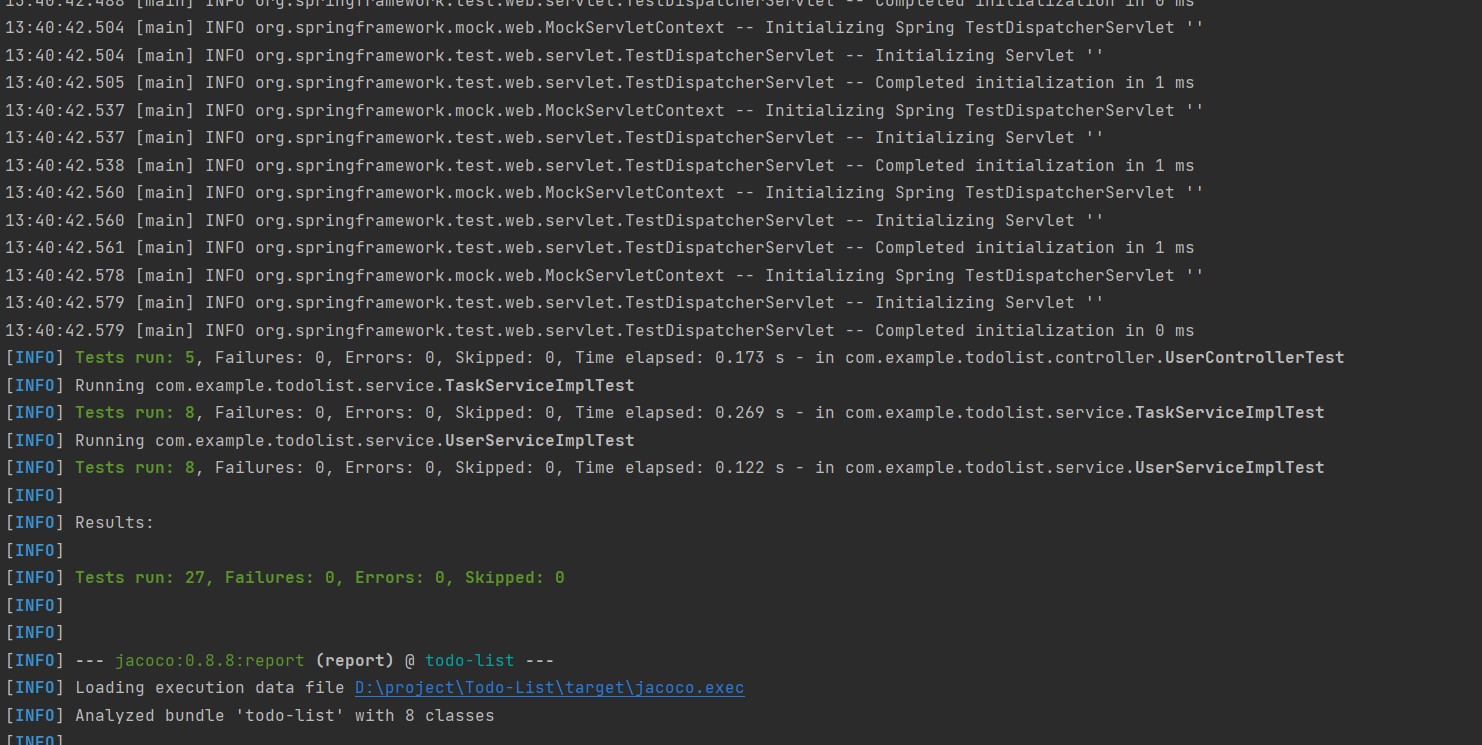 13:40:42.488 [main] INFO org.springframework.test.web.servlet.TestDispatcherServlet -- Completed initialization in 0 ms
13:40:42.504 [main] INFO org.springframework.mock.web.MockServletContext -- Initializing Spring TestDispatcherServlet ''
13:40:42.504 [main] INFO org.springframework.test.web.servlet.TestDispatcherServlet -- Initializing Servlet ''
13:40:42.505 [main] INFO org.springframework.test.web.servlet.TestDispatcherServlet -- Completed initialization in 1 ms
13:40:42.537 [main] INFO org.springframework.mock.web.MockServletContext -- Initializing Spring TestDispatcherServlet ''
13:40:42.537 [main] INFO org.springframework.test.web.servlet.TestDispatcherServlet -- Initializing Servlet ''
13:40:42.538 [main] INFO org.springframework.test.web.servlet.TestDispatcherServlet -- Completed initialization in 1 ms
13:40:42.560 [main] INFO org.springframework.mock.web.MockServletContext -- Initializing Spring TestDispatcherServlet ''
13:40:42.560 [main] INFO org.springframework.test.web.servlet.TestDispatcherServlet -- Initializing Servlet ''
13:40:42.561 [main] INFO org.springframework.test.web.servlet.TestDispatcherServlet -- Completed initialization in 1 ms
13:40:42.578 [main] INFO org.springframework.mock.web.MockServletContext -- Initializing Spring TestDispatcherServlet ''
13:40:42.579 [main] INFO org.springframework.test.web.servlet.TestDispatcherServlet -- Initializing Servlet ''
13:40:42.579 [main] INFO org.springframework.test.web.servlet.TestDispatcherServlet -- Completed initialization in 0 ms
[INFO] Tests run: 5, Failures: 0, Errors: 0, Skipped: 0, Time elapsed: 0.173 s - in com.example.todolist.controller.UserControllerTest
[INFO] Running com.example.todolist.service.TaskServiceImplTest
[INFO] Tests run: 8, Failures: 0, Errors: 0, Skipped: 0, Time elapsed: 0.269 s - in com.example.todolist.service.TaskServiceImplTest
[INFO] Running com.example.todolist.service.UserServiceImplTest
[INFO] Tests run: 8, Failures: 0, Errors: 0, Skipped: 0, Time elapsed: 0.122 s - in com.example.todolist.service.UserServiceImplTest
[INFO]
[INFO] Results:
[INFO]
[INFO] Tests run: 27, Failures: 0, Errors: 0, Skipped: 0
[INFO]
[INFO]
[INFO] --- jacoco:0.8.8:report (report) @ todo-list ---
[INFO] Loading execution data file D:\project\Todo-List\target\jacoco.exec
[INFO] Analyzed bundle 'todo-list' with 8 classes
[INFO]